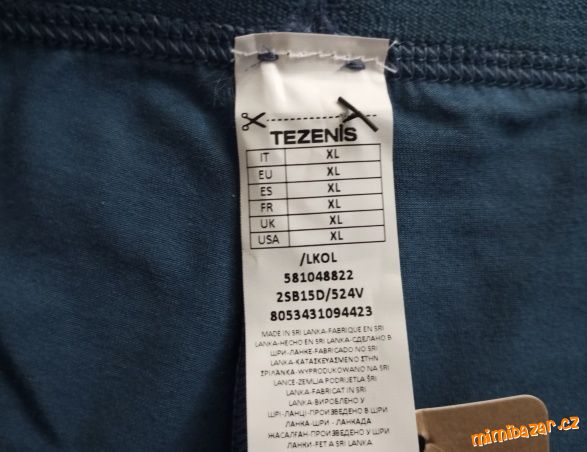 TEZENIS
IT XL
EU XL
ES XL
FR XL
UK XL
USA XL
/LKOL
581048822
2SB15D/524V
8053431094423
MADE IN SRI LANKA-FABRIQUE EN SRI
LANKA-HECHO EN SRI LANKA-СДЕЛАНО В
ШРИ-ЛАНКЕ-FABRICADO NO SRI
LANKA-ΚΑΤΑΣΚΕΥΑΣΜΕΝΟ ΣΤΗΝ
ΣΡΙ ΛΑΝΚΑ-WYPRODUKOWANO NA SRI
LANCE-ZEMLJA PODRIJETLA ŠRI
LANKA-FABRICAT IN SRI
LANKA-ВИРОБЛЕНО У
ШРІ-ЛАНЦІ-ПРОИЗВЕДЕНО В ШРИ
ЛАНКА-ШРИ - ЛАНКАДА
ЖАСАЛҒАН-ПРОИЗВЕДЕНО В ШРИ
ЛАНКИ-FET A SRI LANKA
mimibazar.cz